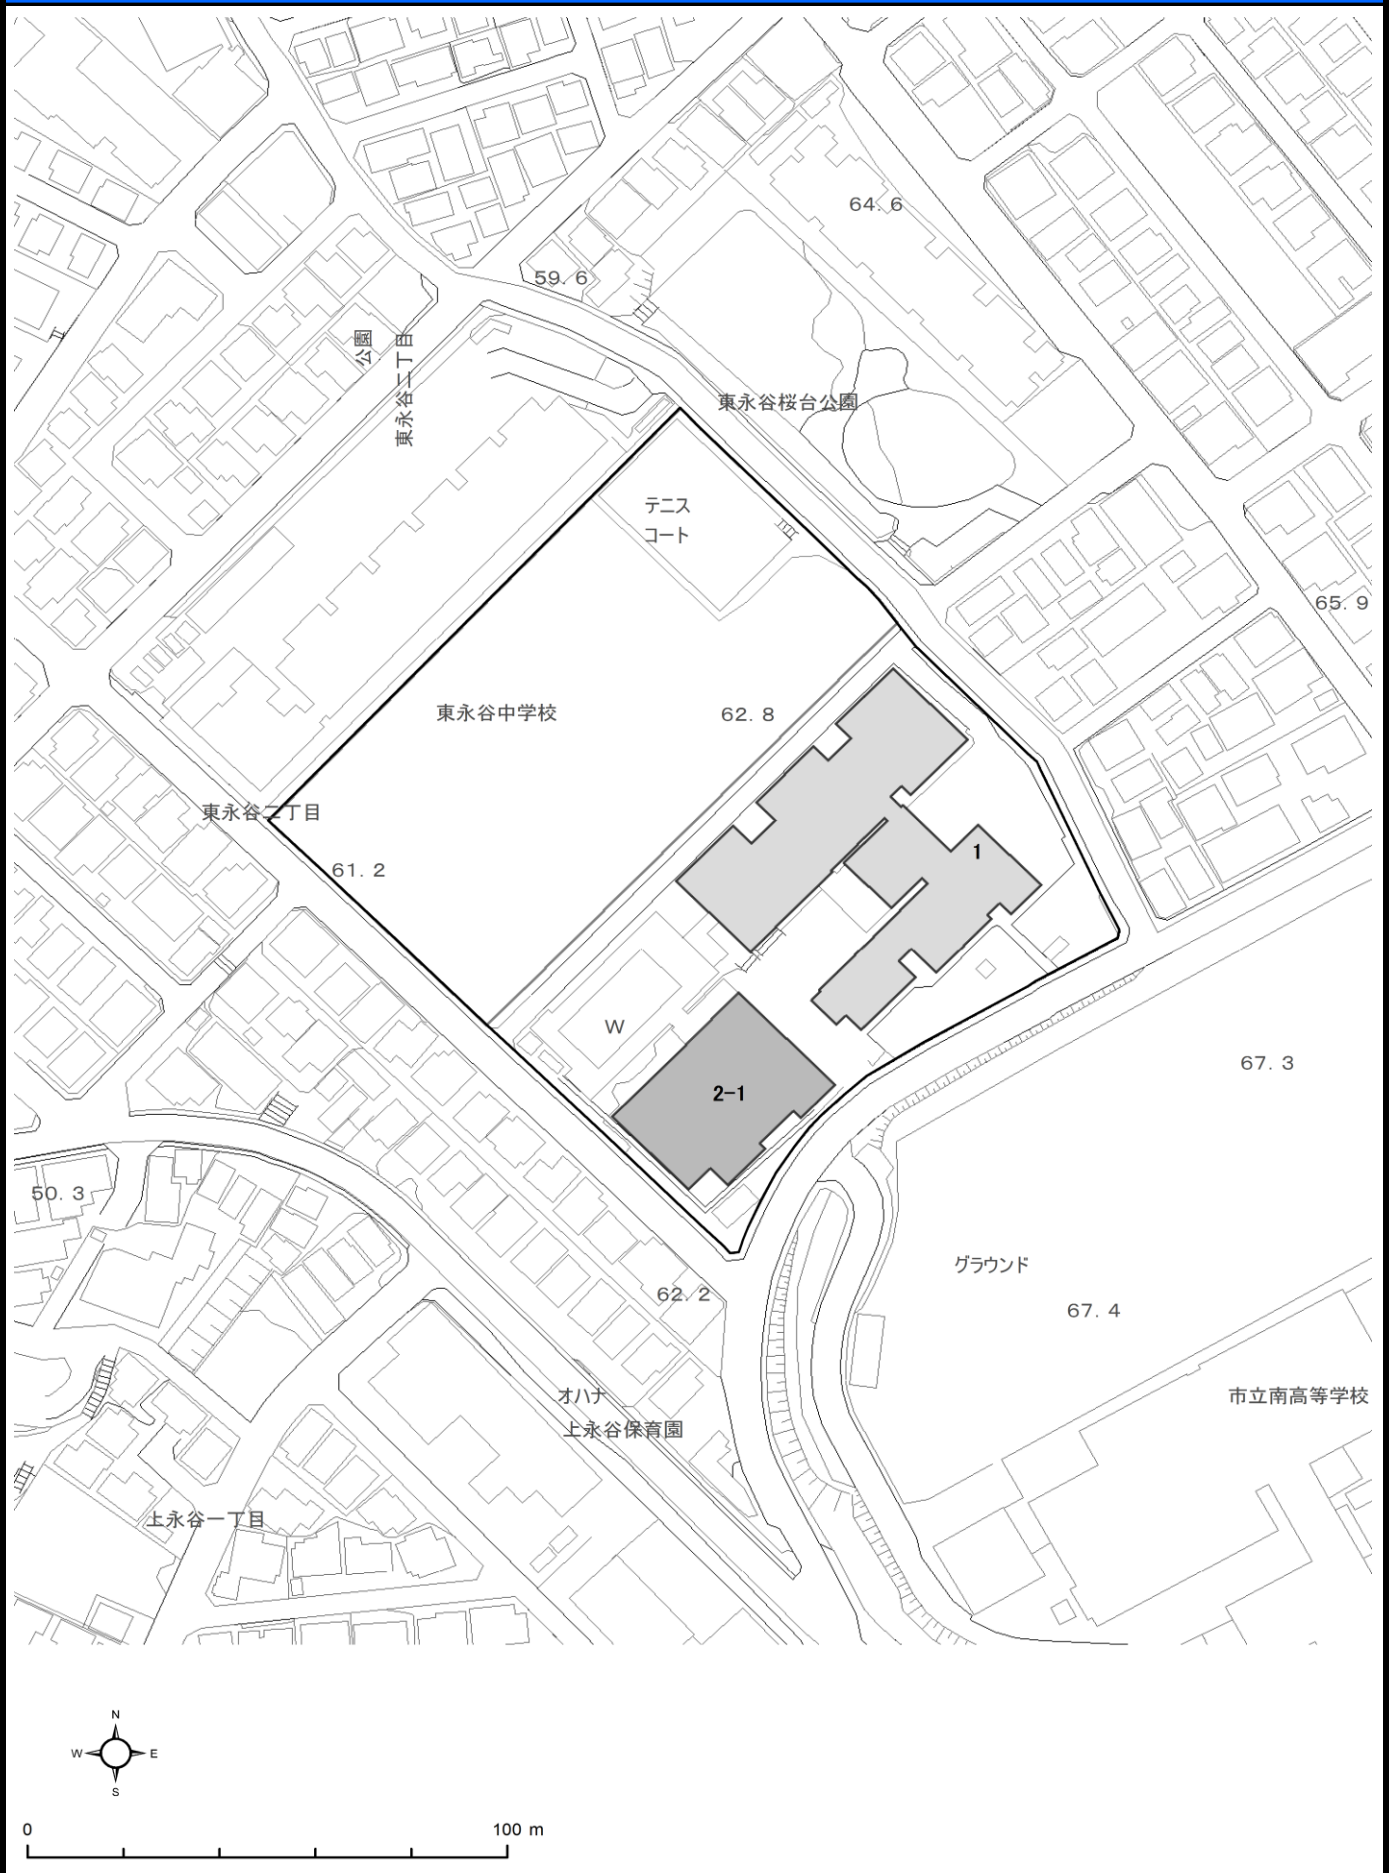 64. 6
59. 6
公園
東永谷二丁目
東永谷桜台公園
テニス
コート
65. 9
東永谷中学校
62. 8
東永谷二丁目
1
61. 2
W
67. 3
2-1
50. 3
グラウンド
62. 2
67. 4
オハナ
上永谷保育園
市立南高等学校
上永谷一丁目
N
W E
S
0 100 m